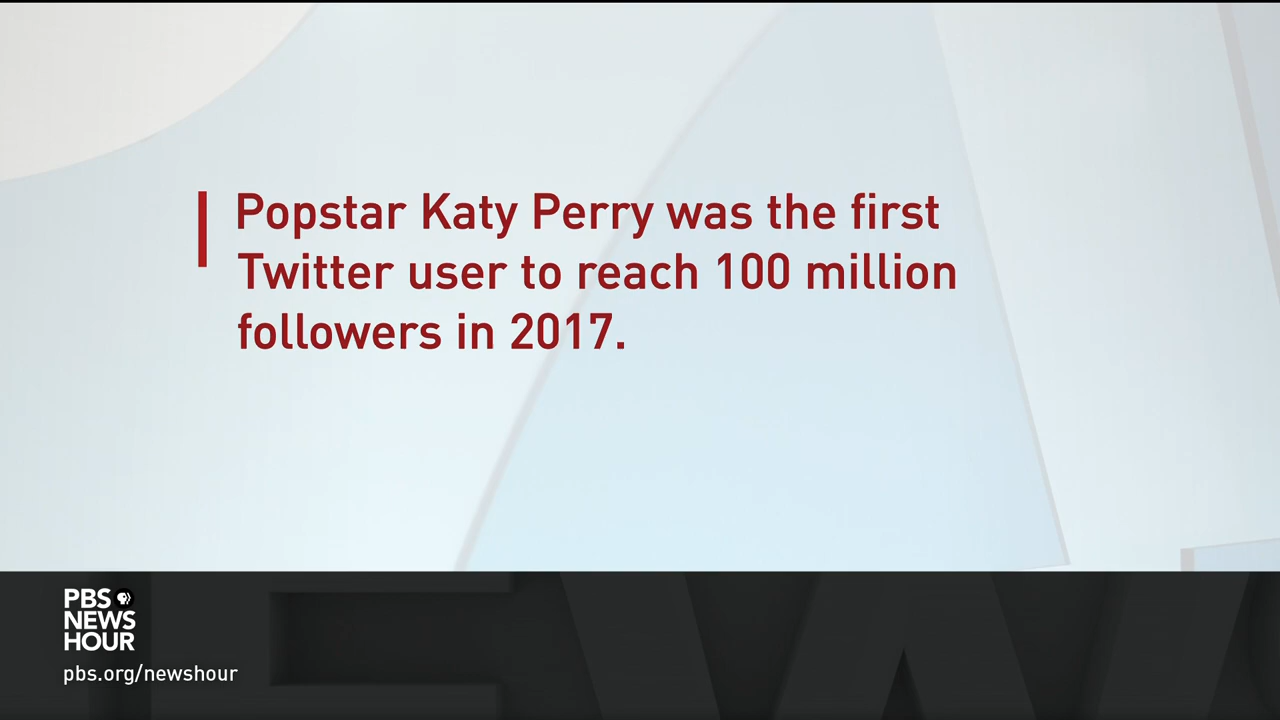 Popstar Katy Perry was the first
Twitter user to reach 100 million
followers in 2017.
PBS
NEWS
HOUR
pbs.org/newshour